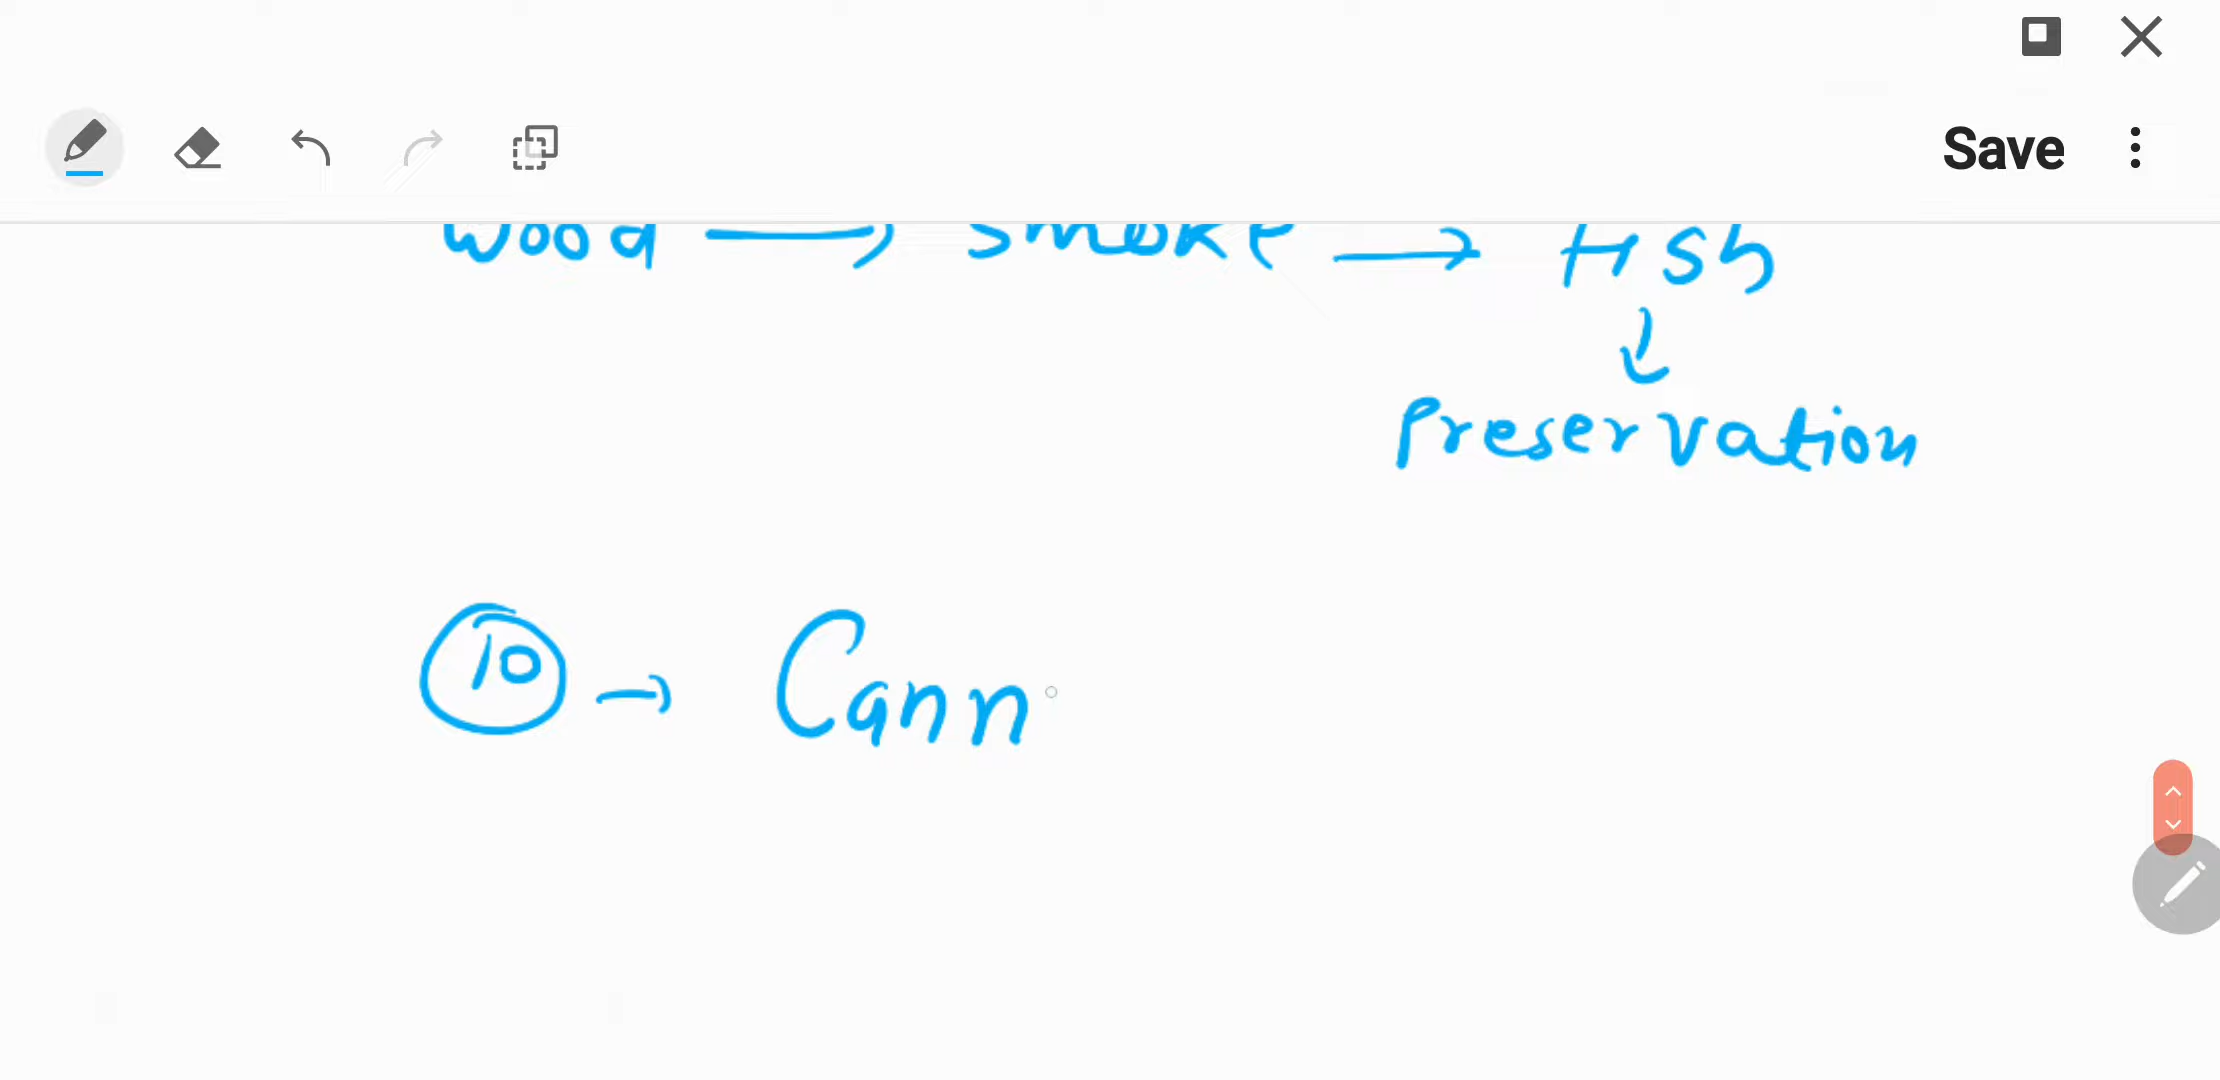 Save
wood → smoke → fish
↓
Preservation
10 → Cann